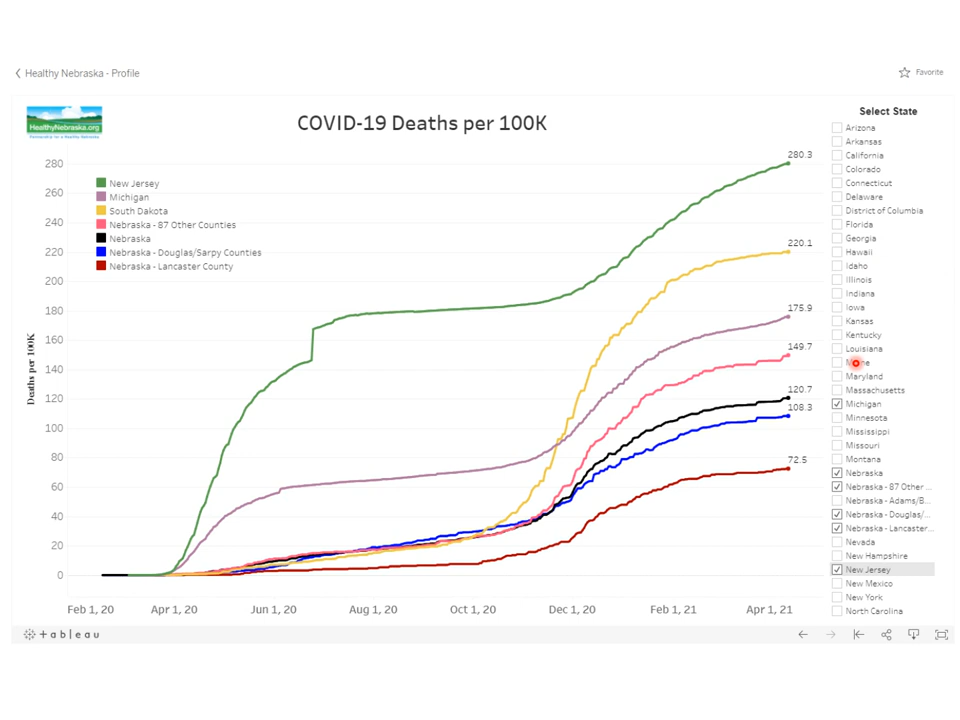 Healthy Nebraska - Profile
Favorite
HealthyNebraska.org
COVID-19 Deaths per 100K
Select State
Arizona
Arkansas
California
Colorado
Connecticut
Delaware
District of Columbia
Florida
Georgia
Hawaii
Idaho
Illinois
Indiana
Iowa
Kansas
Kentucky
Louisiana
Maryland
Massachusetts
Michigan
Minnesota
Mississippi
Missouri
Montana
Nebraska
Nebraska - 87 Other ...
Nebraska - Adams/B...
Nebraska - Douglas/...
Nebraska - Lancaster...
Nevada
New Hampshire
New Jersey
New Mexico
New York
North Carolina
New Jersey
Michigan
South Dakota
Nebraska - 87 Other Counties
Nebraska
Nebraska - Douglas/Sarpy Counties
Nebraska - Lancaster County
Deaths per 100K
280
260
240
220
200
180
160
140
120
100
80
60
40
20
0
280.3
220.1
175.9
149.7
120.7
108.3
72.5
Feb 1, 20
Apr 1, 20
Jun 1, 20
Aug 1, 20
Oct 1, 20
Dec 1, 20
Feb 1, 21
Apr 1, 21
+ a b l e a u